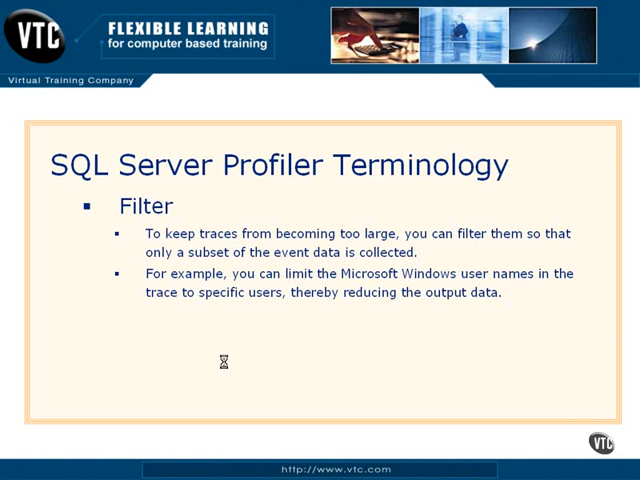 VTC
FLEXIBLE LEARNING
for computer based training
Virtual Training Company
SQL Server Profiler Terminology
▪ Filter
▪ To keep traces from becoming too large, you can filter them so that
only a subset of the event data is collected.
▪ For example, you can limit the Microsoft Windows user names in the
trace to specific users, thereby reducing the output data.
VTC
http://www.vtc.com